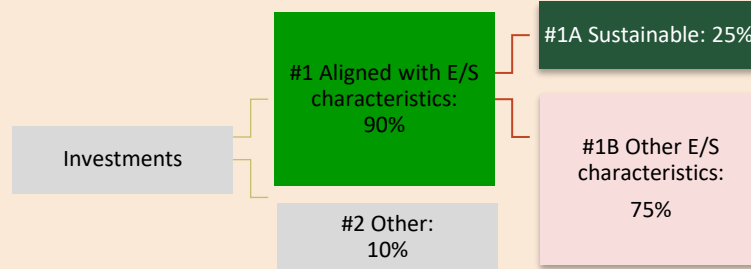 Investments
#1 Aligned with E/S
characteristics:
90%
#2 Other:
10%
#1A Sustainable: 25%
#1B Other E/S
characteristics:
75%